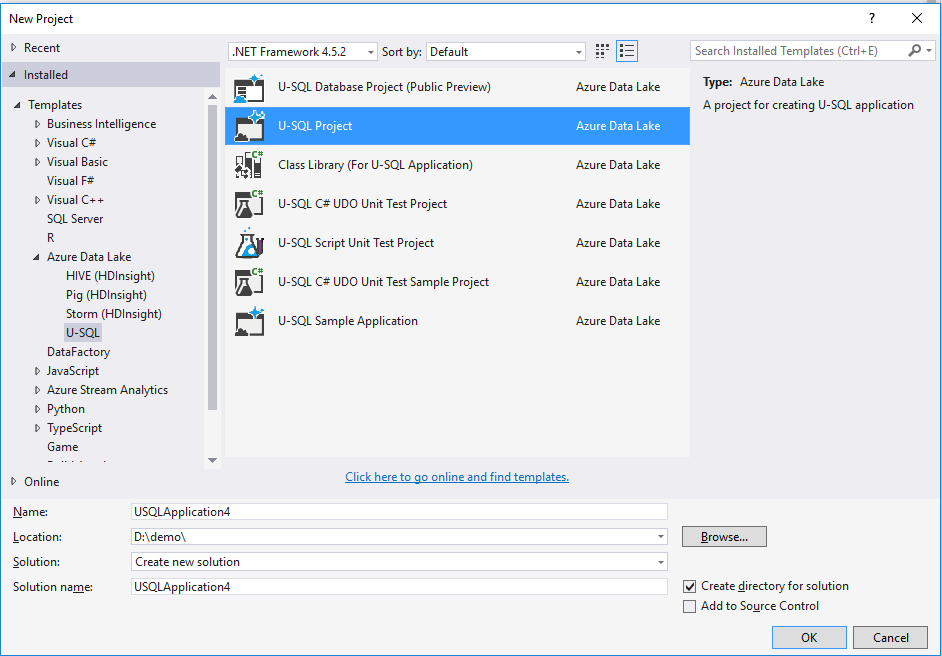 New Project
?
Recent
.NET Framework 4.5.2
Sort by:
Default
Search Installed Templates (Ctrl+E)
Installed
Templates
Business Intelligence
Visual C#
Visual Basic
Visual F#
Visual C++
SQL Server
R
Azure Data Lake
HIVE (HDInsight)
Pig (HDInsight)
Storm (HDInsight)
U-SQL
DataFactory
JavaScript
Azure Stream Analytics
Python
TypeScript
Game
Online
U-SQL Database Project (Public Preview) Azure Data Lake
U-SQL Project Azure Data Lake
C#
Class Library (For U-SQL Application) Azure Data Lake
C#
U-SQL C# UDO Unit Test Project Azure Data Lake
U-SQL Script Unit Test Project Azure Data Lake
C#
U-SQL C# UDO Unit Test Sample Project Azure Data Lake
U-SQL Sample Application Azure Data Lake
Click here to go online and find templates.
Type: Azure Data Lake
A project for creating U-SQL application
Name: USQLApplication4
Location: D:\demo\
Browse...
Solution: Create new solution
Solution name: USQLApplication4
Create directory for solution
Add to Source Control
OK
Cancel